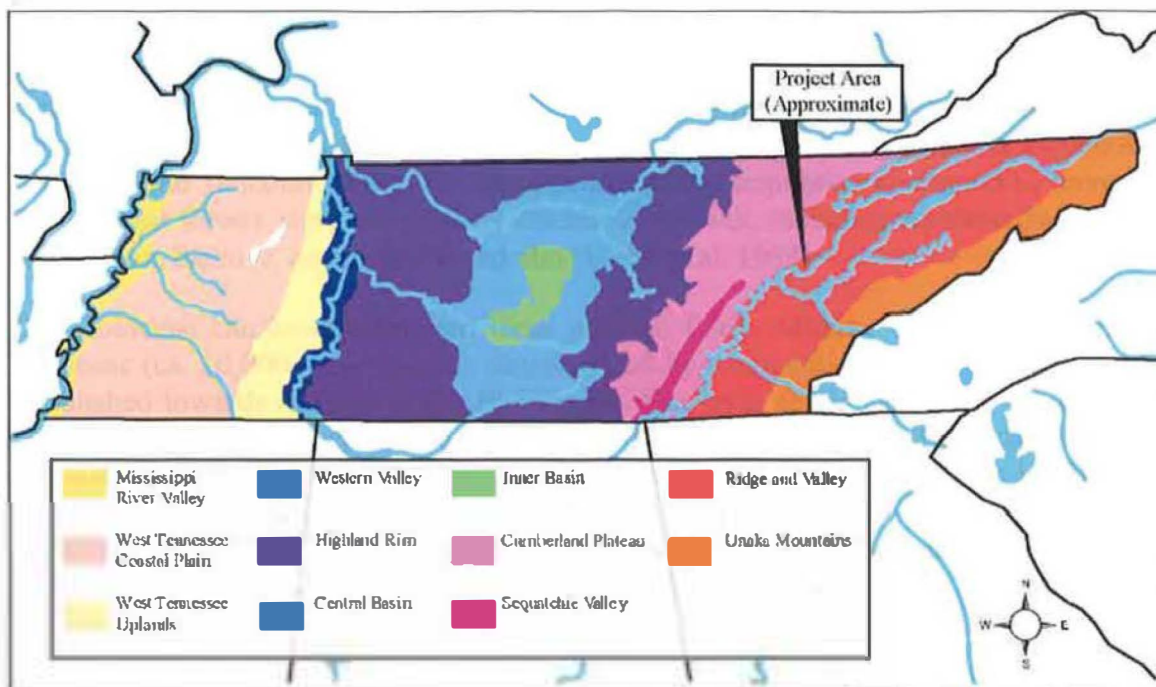 Project Area
(Approximate)
Mississippi
River Valley
Western Valley
Inner Basin
Ridge and Valley
West Tennessee
Coastal Plain
Highland Rim
Cumberland Plateau
Unaka Mountains
West Tennessee
Uplands
Central Basin
Sequatchie Valley
N
W
E
S